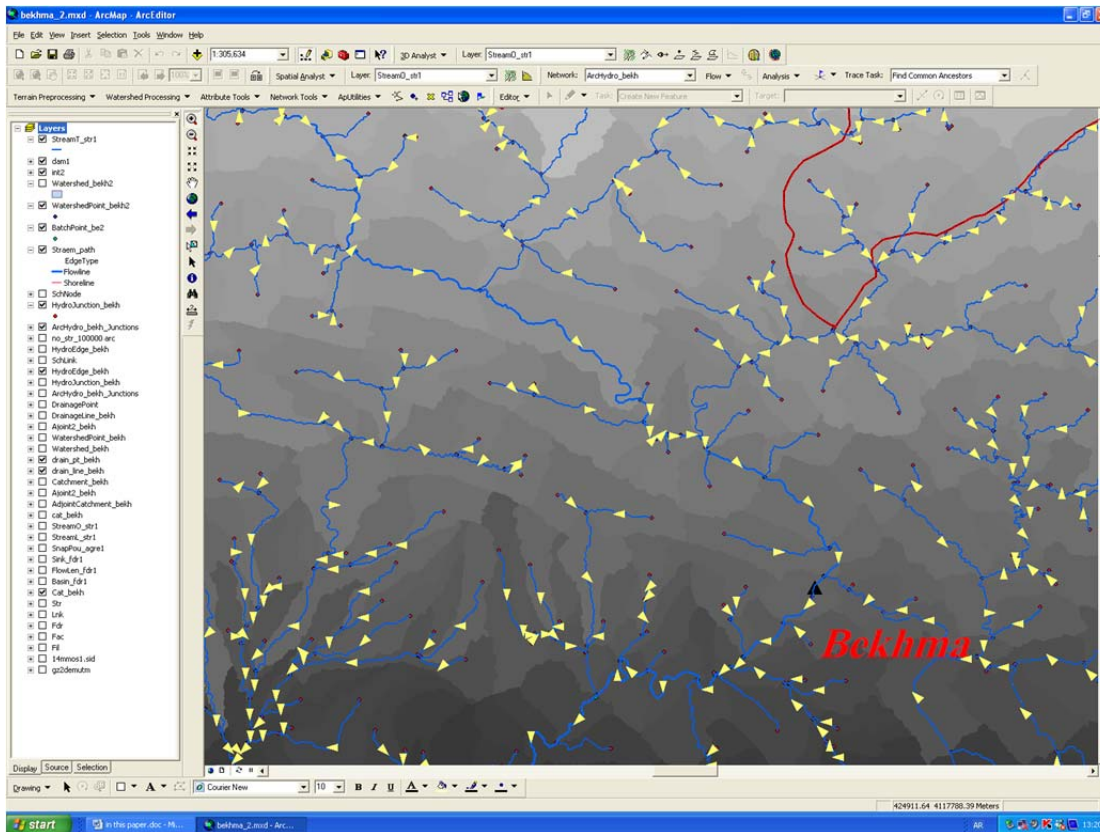 bekhma_2.mxd - ArcMap - ArcEditor
File Edit View Insert Selection Tools Window Help
1:305,634 3D Analyst Layer: StreamO_str1
100% Spatial Analyst Layer: StreamO_str1 Network: ArcHydro_bekh Flow Analysis Trace Task: Find Common Ancestors
Terrain Preprocessing Watershed Processing Attribute Tools Network Tools ApUtilities Editor Task: Create New Feature Target:
Layers
StreamT_str1
dam1
int2
Watershed_bekh2
WatershedPoint_bekh2
BatchPoint_be2
Straem_path
EdgeType
Flowline
Shoreline
SchNode
HydroJunction_bekh
ArcHydro_bekh_Junctions
no_str_100000.arc
HydroEdge_bekh
SchLink
HydroEdge_bekh
HydroJunction_bekh
ArcHydro_bekh_Junctions
DrainagePoint
DrainageLine_bekh
Ajoint2_bekh
WatershedPoint_bekh
Watershed_bekh
drain_pt_bekh
drain_line_bekh
Catchment_bekh
Ajoint2_bekh
AdjointCatchment_bekh
cat_bekh
StreamO_str1
StreamL_str1
SnapPou_agre1
Sink_fdr1
FlowLen_fdr1
Basin_fdr1
Cat_bekh
Str
Lnk
Fdr
Fac
Fil
14mmos1.sid
gz2demutm
Bekhma
Display Source Selection
Drawing A Courier New 10 B I U A
424911.64 4117788.39 Meters
start in this paper.doc - Mi... bekhma_2.mxd - Arc... AR 13:20